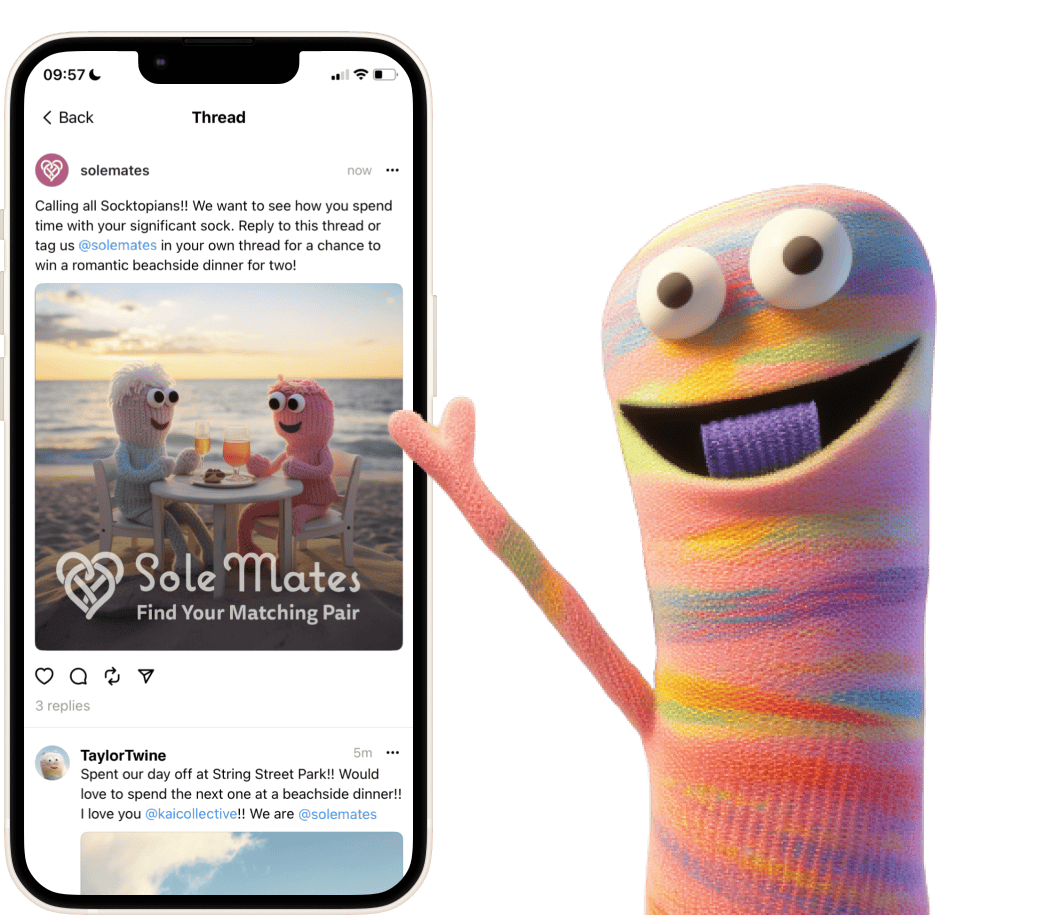 09:57
Back
Thread
solemates
now
Calling all Socktopians!! We want to see how you spend
time with your significant sock. Reply to this thread or
tag us @solemates in your own thread for a chance to
win a romantic beachside dinner for two!
Sole Mates
Find Your Matching Pair
3 replies
TaylorTwine
5m
Spent our day off at String Street Park!! Would
love to spend the next one at a beachside dinner!!
I love you @kaicollective!! We are @solemates